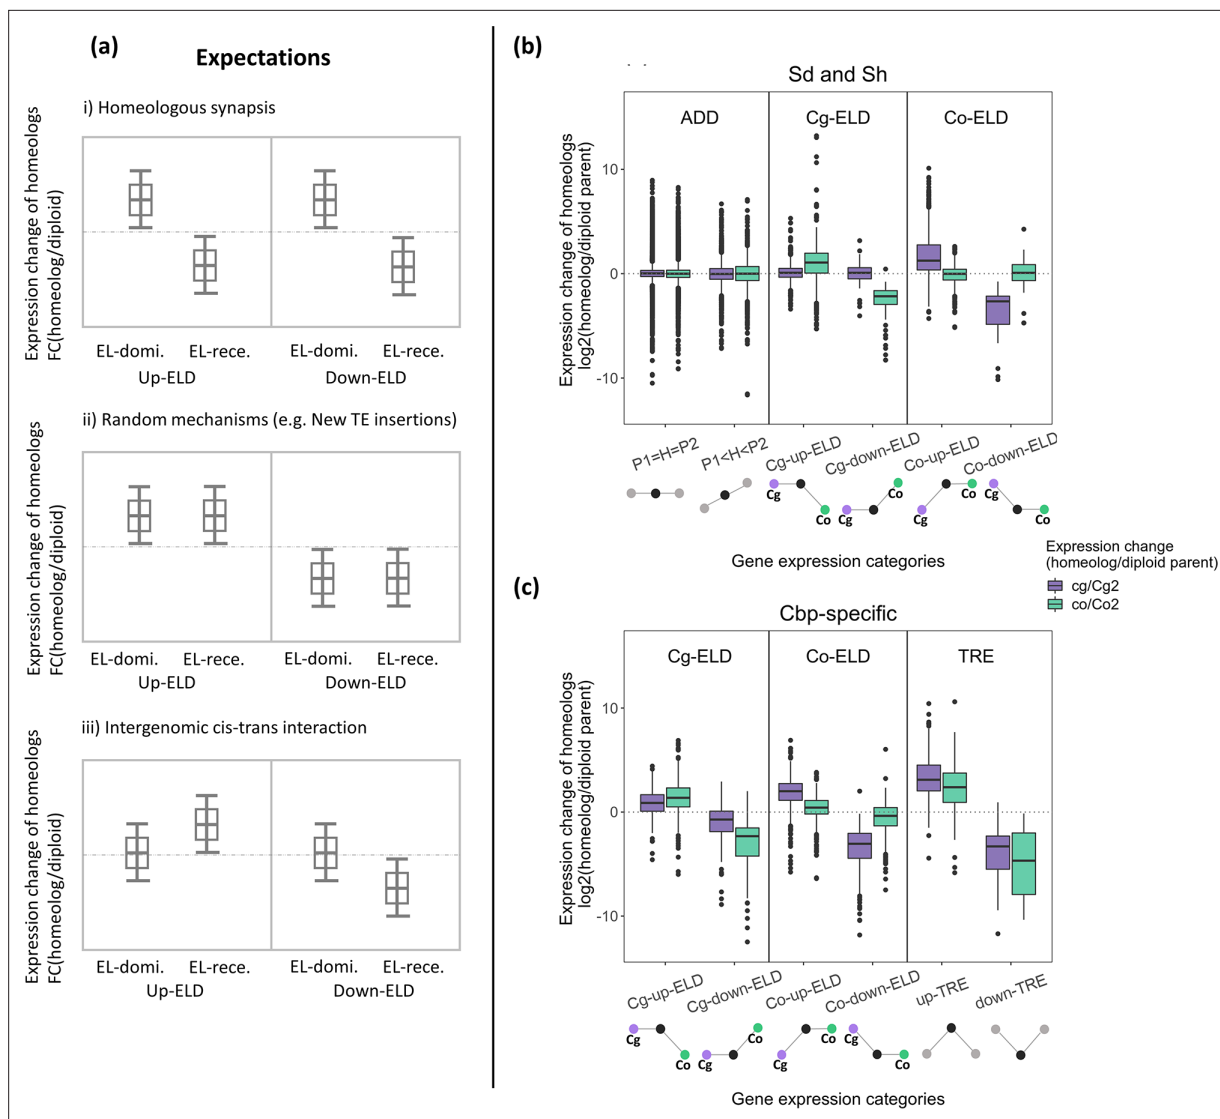 (a)
Expectations
i) Homeologous synapsis
Expression change of homeologs
FC(homeolog/diploid)
EL-domi. EL-rece. EL-domi. EL-rece.
Up-ELD Down-ELD
ii) Random mechanisms (e.g. New TE insertions)
Expression change of homeologs
FC(homeolog/diploid)
EL-domi. EL-rece. EL-domi. EL-rece.
Up-ELD Down-ELD
iii) Intergenomic cis-trans interaction
Expression change of homeologs
FC(homeolog/diploid)
EL-domi. EL-rece. EL-domi. EL-rece.
Up-ELD Down-ELD
(b)
Sd and Sh
ADD Cg-ELD Co-ELD
Expression change of homeologs
log2(homeolog/diploid parent)
10
0
-10
P1=H=P2 P1<H<P2 Cg-up-ELD Cg-down-ELD Co-up-ELD Co-down-ELD
Cg Co Cg Co Cg Co Cg Co
Gene expression categories
Expression change
(homeolog/diploid parent)
cg/Cg2
co/Co2
(c)
Cbp-specific
Cg-ELD Co-ELD TRE
Expression change of homeologs
log2(homeolog/diploid parent)
10
0
-10
Cg-up-ELD Cg-down-ELD Co-up-ELD Co-down-ELD up-TRE down-TRE
Cg Co Cg Co Cg Co Cg Co
Gene expression categories